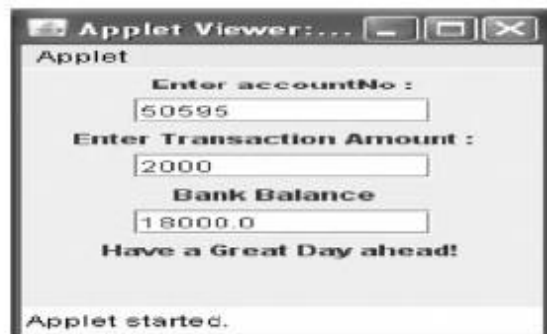 Applet Viewer:...
Applet
Enter accountNo :
50595
Enter Transaction Amount :
2000
Bank Balance
18000.0
Have a Great Day ahead!
Applet started.